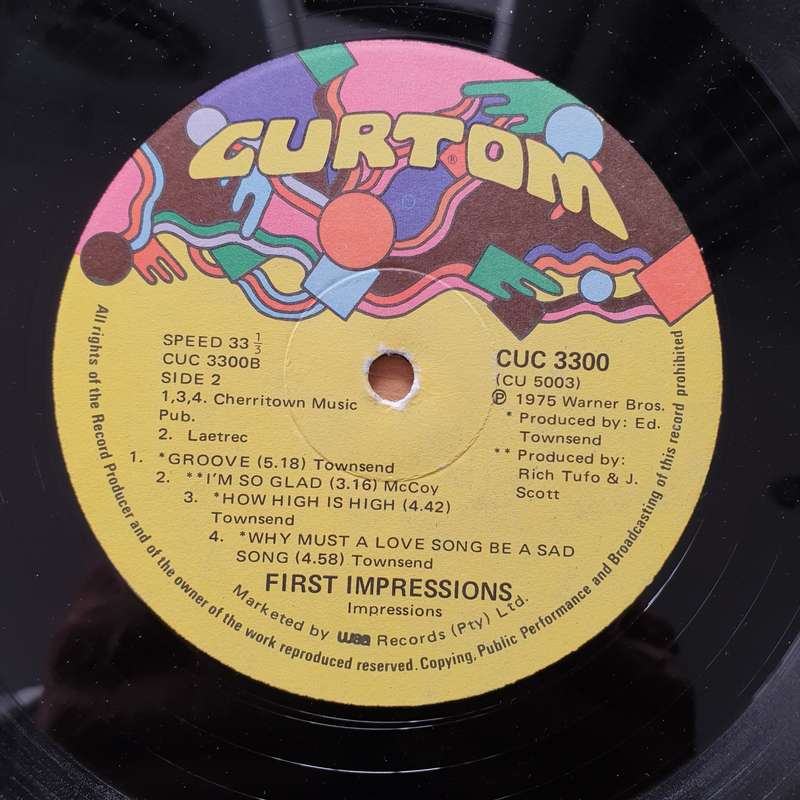 CURTOM
®
SPEED 33 1/3
CUC 3300B
SIDE 2
1,3,4. Cherritown Music
Pub.
2. Laetrec
CUC 3300
(CU 5003)
℗ 1975 Warner Bros.
* Produced by: Ed.
Townsend
** Produced by:
Rich Tufo & J.
Scott
1. *GROOVE (5.18) Townsend
2. **I'M SO GLAD (3.16) McCoy
3. *HOW HIGH IS HIGH (4.42)
Townsend
4. *WHY MUST A LOVE SONG BE A SAD
SONG (4.58) Townsend
FIRST IMPRESSIONS
Impressions
Marketed by wea Records (Pty) Ltd.
All rights of the Record Producer and of the owner of the work reproduced reserved. Copying, Public Performance and Broadcasting of this record prohibited